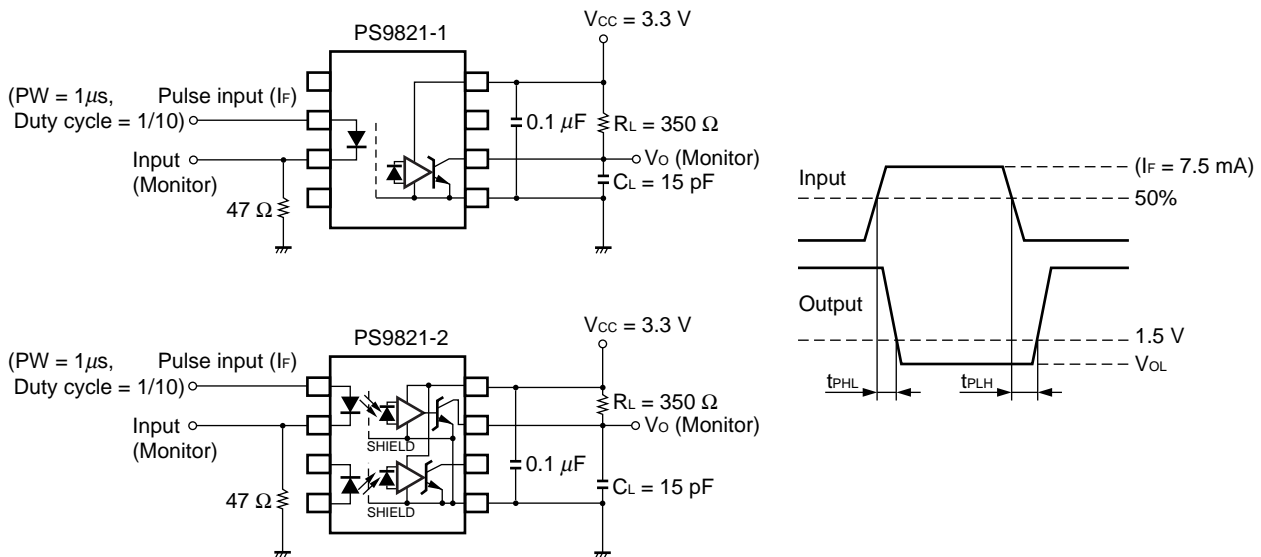 VCC = 3.3 V
PS9821-1
(PW = 1μs, Pulse input (IF)
Duty cycle = 1/10)
Input
(Monitor)
47 Ω
0.1 μF
RL = 350 Ω
VO (Monitor)
CL = 15 pF
VCC = 3.3 V
PS9821-2
(PW = 1μs, Pulse input (IF)
Duty cycle = 1/10)
Input
(Monitor)
47 Ω
SHIELD
SHIELD
0.1 μF
RL = 350 Ω
VO (Monitor)
CL = 15 pF
Input
(IF = 7.5 mA)
50%
Output
1.5 V
VOL
tPHL
tPLH